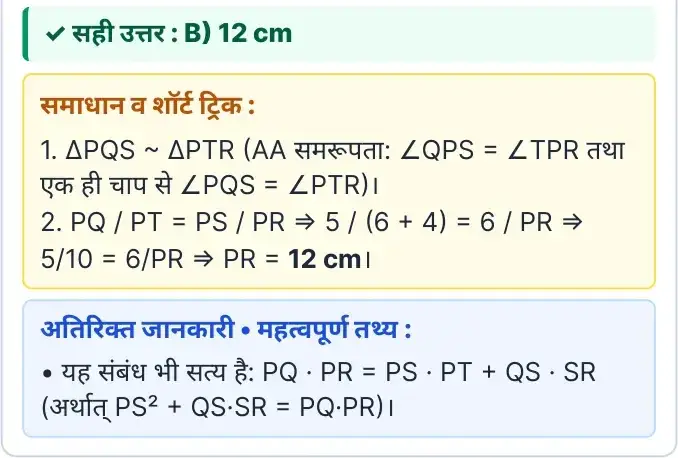 ✓ सही उत्तर : B) 12 cm
समाधान व शॉर्ट ट्रिक :
1. ΔPQS ~ ΔPTR (AA समरूपता: ∠QPS = ∠TPR तथा
एक ही चाप से ∠PQS = ∠PTR)।
2. PQ / PT = PS / PR ⇒ 5 / (6 + 4) = 6 / PR ⇒
5/10 = 6/PR ⇒ PR = 12 cm।
अतिरिक्त जानकारी • महत्वपूर्ण तथ्य :
• यह संबंध भी सत्य है: PQ · PR = PS · PT + QS · SR
(अर्थात् PS² + QS·SR = PQ·PR)।